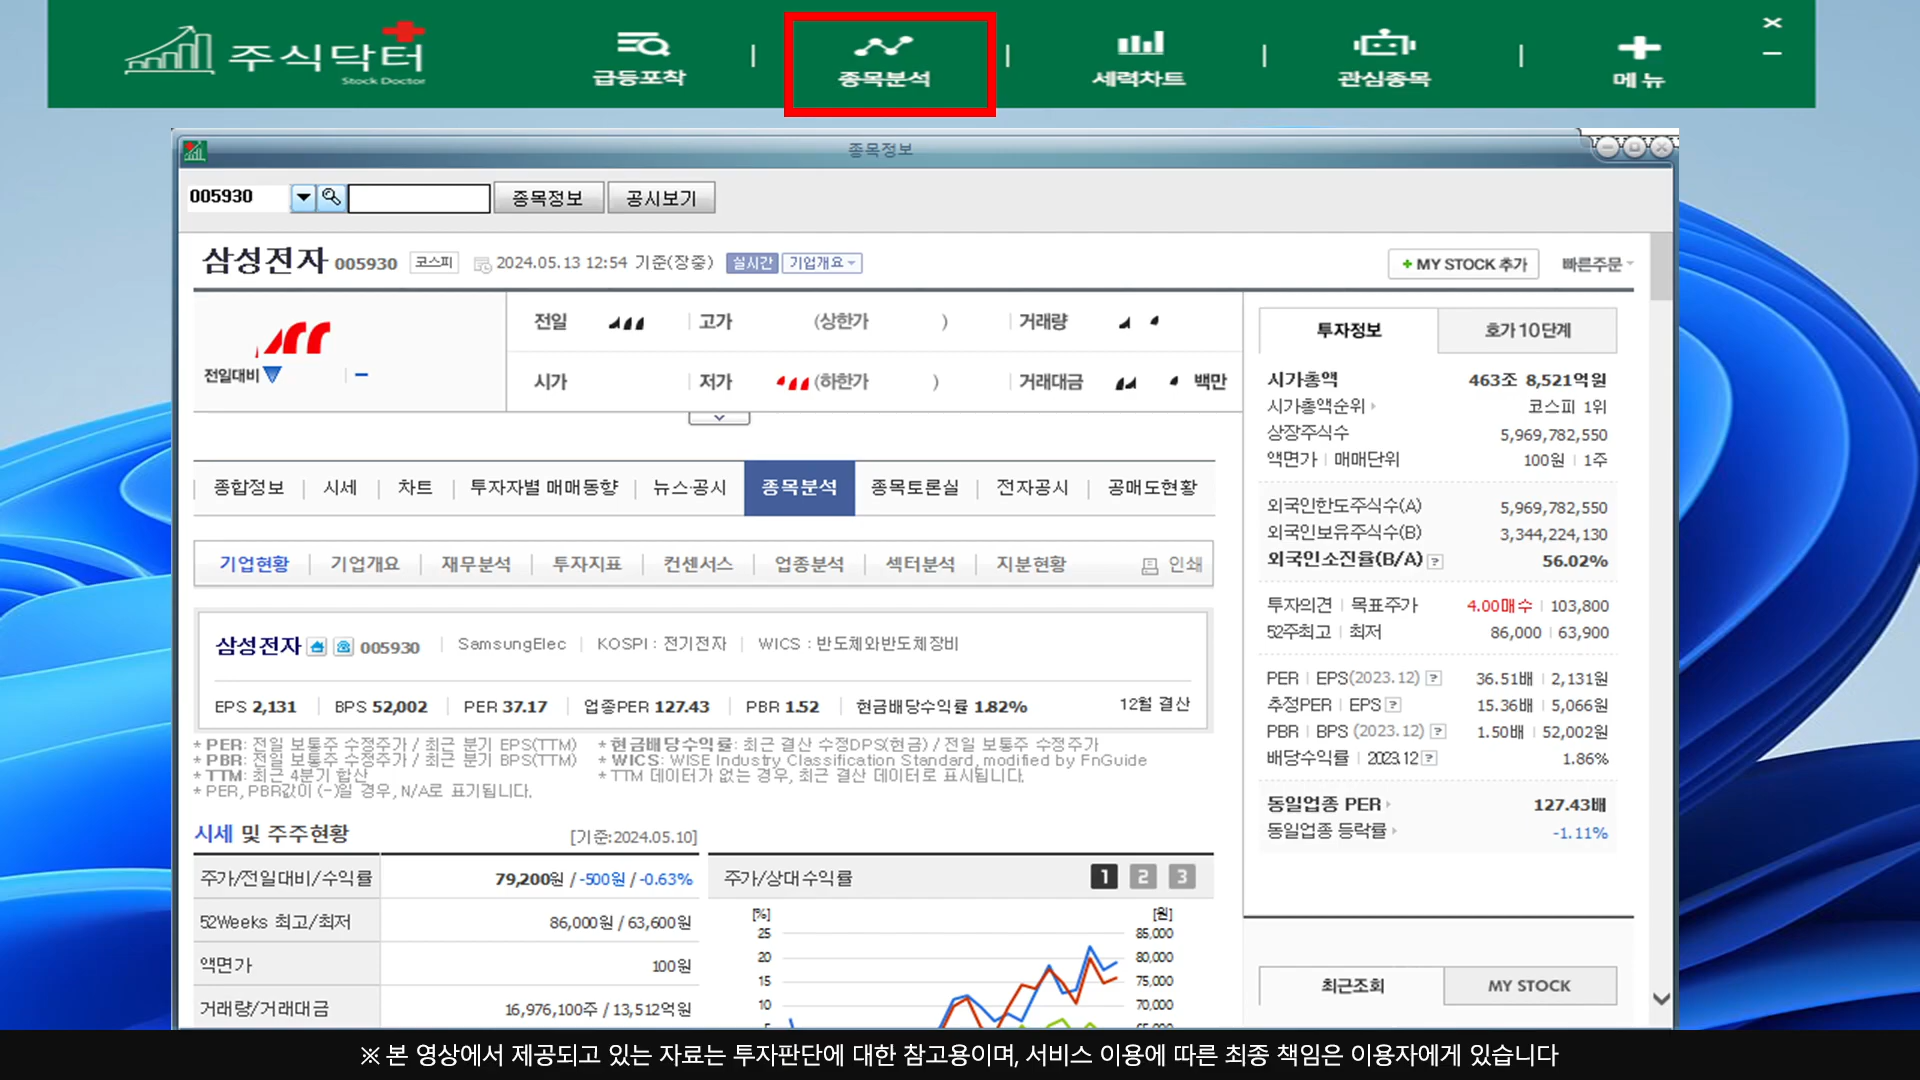 주식닥터
Stock Doctor
급등포착 | 종목분석 | 세력차트 | 관심종목 | 메뉴
종목정보
005930 종목정보 공시보기
삼성전자 005930 코스피 2024.05.13 12:54 기준(장중) 실시간 기업개요
+ MY STOCK 추가 빠른주문
전일 고가 (상한가 ) 거래량
전일대비
시가 저가 (하한가 ) 거래대금 백만
종합정보 | 시세 | 차트 | 투자자별 매매동향 | 뉴스·공시 종목분석 종목토론실 | 전자공시 | 공매도현황
기업현황 | 기업개요 | 재무분석 | 투자지표 | 컨센서스 | 업종분석 | 섹터분석 | 지분현황 인쇄
삼성전자 005930 | SamsungElec | KOSPI : 전기전자 | WICS : 반도체와반도체장비
EPS 2,131 | BPS 52,002 | PER 37.17 | 업종PER 127.43 | PBR 1.52 | 현금배당수익률 1.82% 12월 결산
* PER: 전일 보통주 수정주가 / 최근 분기 EPS(TTM)
* PBR: 전일 보통주 수정주가 / 최근 분기 BPS(TTM)
* TTM: 최근 4분기 합산
* PER, PBR값이 (-)일 경우, N/A로 표기됩니다.
* 현금배당수익률: 최근 결산 수정DPS(현금) / 전일 보통주 수정주가
* WICS: WISE Industry Classification Standard, modified by FnGuide
* TTM 데이터가 없는 경우, 최근 결산 데이터로 표시됩니다.
시세 및 주주현황 [기준:2024.05.10]
주가/전일대비/수익률 79,200원 / -500원 / -0.63%
52Weeks 최고/최저 86,000원 / 63,600원
액면가 100원
거래량/거래대금 16,976,100주 / 13,512억원
주가/상대수익률 1 2 3
[%] [원]
25 85,000
20 80,000
15 75,000
10 70,000
5 65,000
투자정보 호가 10단계
시가총액 463조 8,521억원
시가총액순위 코스피 1위
상장주식수 5,969,782,550
액면가 | 매매단위 100원 | 1주
외국인한도주식수(A) 5,969,782,550
외국인보유주식수(B) 3,344,224,130
외국인소진율(B/A) ? 56.02%
투자의견 | 목표주가 4.00매수 | 103,800
52주최고 | 최저 86,000 | 63,900
PER | EPS(2023.12) ? 36.51배 | 2,131원
추정PER | EPS ? 15.36배 | 5,066원
PBR | BPS (2023.12) ? 1.50배 | 52,002원
배당수익률 | 2023.12 ? 1.86%
동일업종 PER 127.43배
동일업종 등락률 -1.11%
최근조회 MY STOCK
※ 본 영상에서 제공되고 있는 자료는 투자판단에 대한 참고용이며, 서비스 이용에 따른 최종 책임은 이용자에게 있습니다